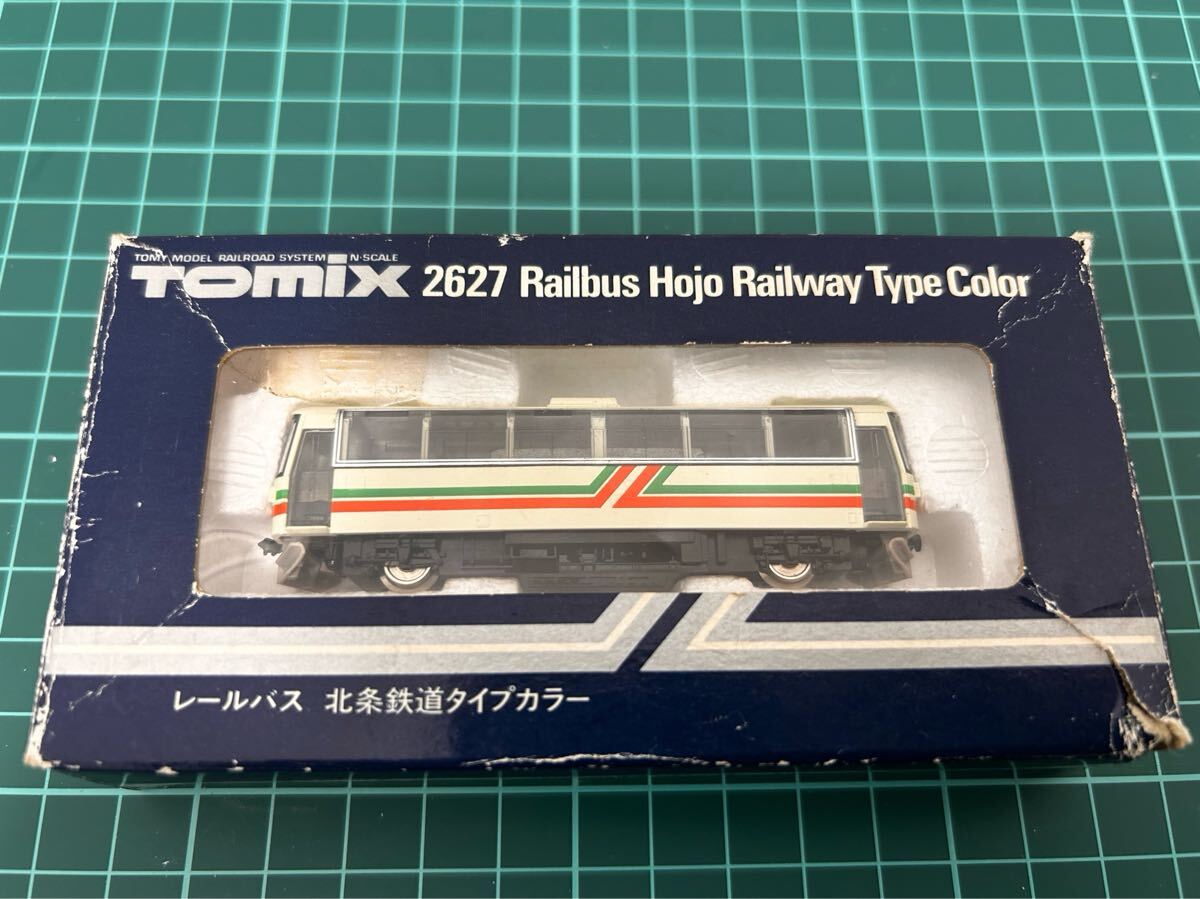 TOMY MODEL RAILROAD SYSTEM N·SCALE
TOMIX 2627 Railbus Hojo Railway Type Color
レールバス 北条鉄道タイプカラー